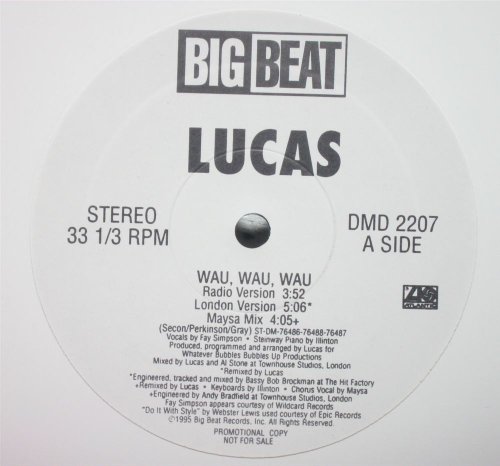 BIG BEAT
LUCAS
STEREO
33 1/3 RPM
DMD 2207
A SIDE
WAU, WAU, WAU
Radio Version 3:52
London Version 5:06*
Maysa Mix 4:05+
(Secon/Perkinson/Gray) ST-DM-76486-76488-76487
Vocals by Fay Simpson • Steinway Piano by Illinton
Produced, programmed and arranged by Lucas for
Whatever Bubbles Bubbles Up Productions
Mixed by Lucas and Al Stone at Townhouse Studios, London
*Remixed by Lucas
*Engineered, tracked and mixed by Bassy Bob Brockman at The Hit Factory
+Remixed by Lucas • Keyboards by Illinton • Chorus Vocal by Maysa
+Engineered by Andy Bradfield at Townhouse Studios, London
Fay Simpson appears courtesy of Wildcard Records
"Do It With Style" by Webster Lewis used courtesy of Epic Records
©1995 Big Beat Records, Inc. All Rights Reserved.
PROMOTIONAL COPY
NOT FOR SALE
ATLANTIC